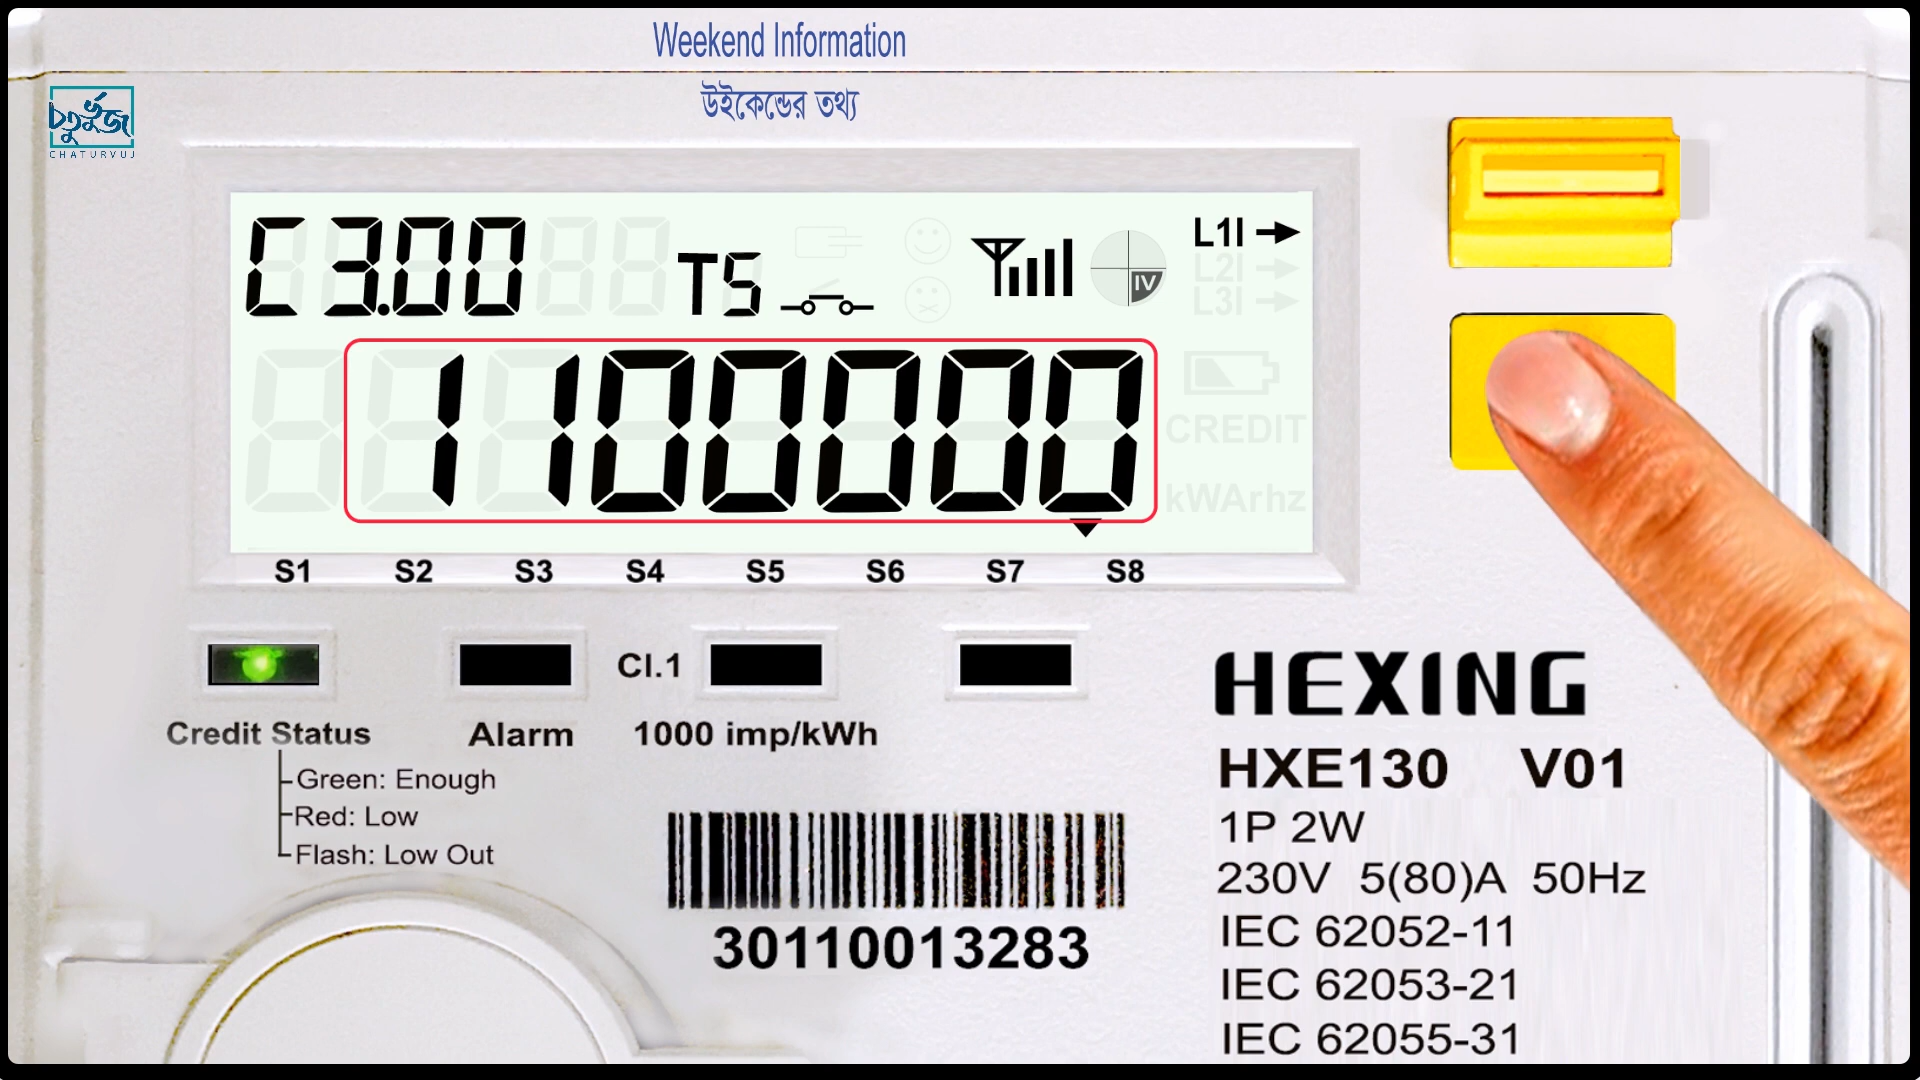 Weekend Information
উইকেন্ডের তথ্য
চতুর্ভুজ
CHATURVUJ
C3.00
T5
IV
L1I
L2I
L3I
1100000
CREDIT
kWArhz
S1 S2 S3 S4 S5 S6 S7 S8
Cl.1
Credit Status
Alarm
1000 imp/kWh
Green: Enough
Red: Low
Flash: Low Out
30110013283
HEXING
HXE130 V01
1P 2W
230V 5(80)A 50Hz
IEC 62052-11
IEC 62053-21
IEC 62055-31